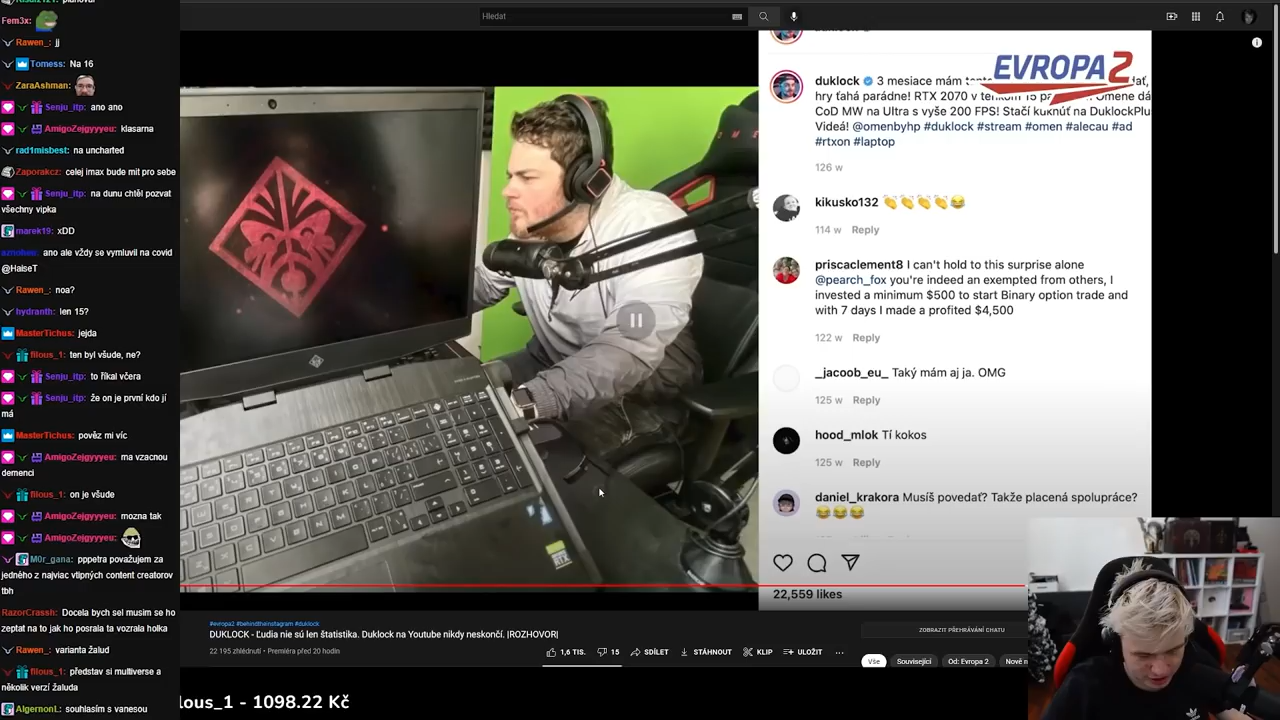 Fem3x:
Rawen_: jj
Tomess: Na 16
ZaraAshman:
Senju_itp: ano ano
AmigoZejgyyyeu: klasarna
rad1misbest: na uncharted
Zaporakcz: celej imax bude mit pro sebe
Senju_itp: na dunu chtěl pozvat
všechny vipka
marek19: xDD
ano ale vždy se vymluvil na covid
@HaiseT
Rawen_: noa?
hydranth: len 15?
MasterTichus: jejda
filous_1: ten byl všude, ne?
Senju_itp: to říkal včera
Senju_itp: že on je první kdo jí
má
MasterTichus: pověz mi víc
AmigoZejgyyyeu: ma vzacnou
demenci
filous_1: on je všude
AmigoZejgyyyeu: mozna tak
AmigoZejgyyyeu:
M0r_gana: pppetra považujem za
jedného z najviac vtipných content creatorov
tbh
RazorCrassh: Docela bych sel musim se ho
zeptat na to jak ho posrala ta vozrala holka
Rawen_: varianta žalud
filous_1: představ si multiverse a
několik verzí žaluda
AlgernonL: souhlasím s vanesou
Hledat
EVROPA 2
duklock 3 mesiace mám
hry ťahá parádne! RTX 2070 v
CoD MW na Ultra s vyše 200 FPS! Stačí kuknúť na DuklockPlu
Videá! @omenbyhp #duklock #stream #omen #alecau #ad
#rtxon #laptop
126 w
kikusko132 👏👏👏👏😂
114 w Reply
priscaclement8 I can't hold to this surprise alone
@pearch_fox you're indeed an exempted from others, I
invested a minimum $500 to start Binary option trade and
with 7 days I made a profited $4,500
122 w Reply
_jacoob_eu_ Taký mám aj ja. OMG
125 w Reply
hood_mlok Tí kokos
125 w Reply
daniel_krakora Musíš povedať? Takže placená spolupráce?
😂😂😂
22,559 likes
RTX
#evropa2 #behindtheinstagram #duklock
DUKLOCK - Ľudia nie sú len štatistika. Duklock na Youtube nikdy neskončí. |ROZHOVOR|
22 195 zhlédnutí • Premiéra před 20 hodinam
1,6 TIS. 15 SDÍLET STÁHNOUT KLIP ULOŽIT ...
ZOBRAZIT PŘEHRÁVÁNÍ CHATU
Vše Související Od: Evropa 2 Nově n
lous_1 - 1098.22 Kč